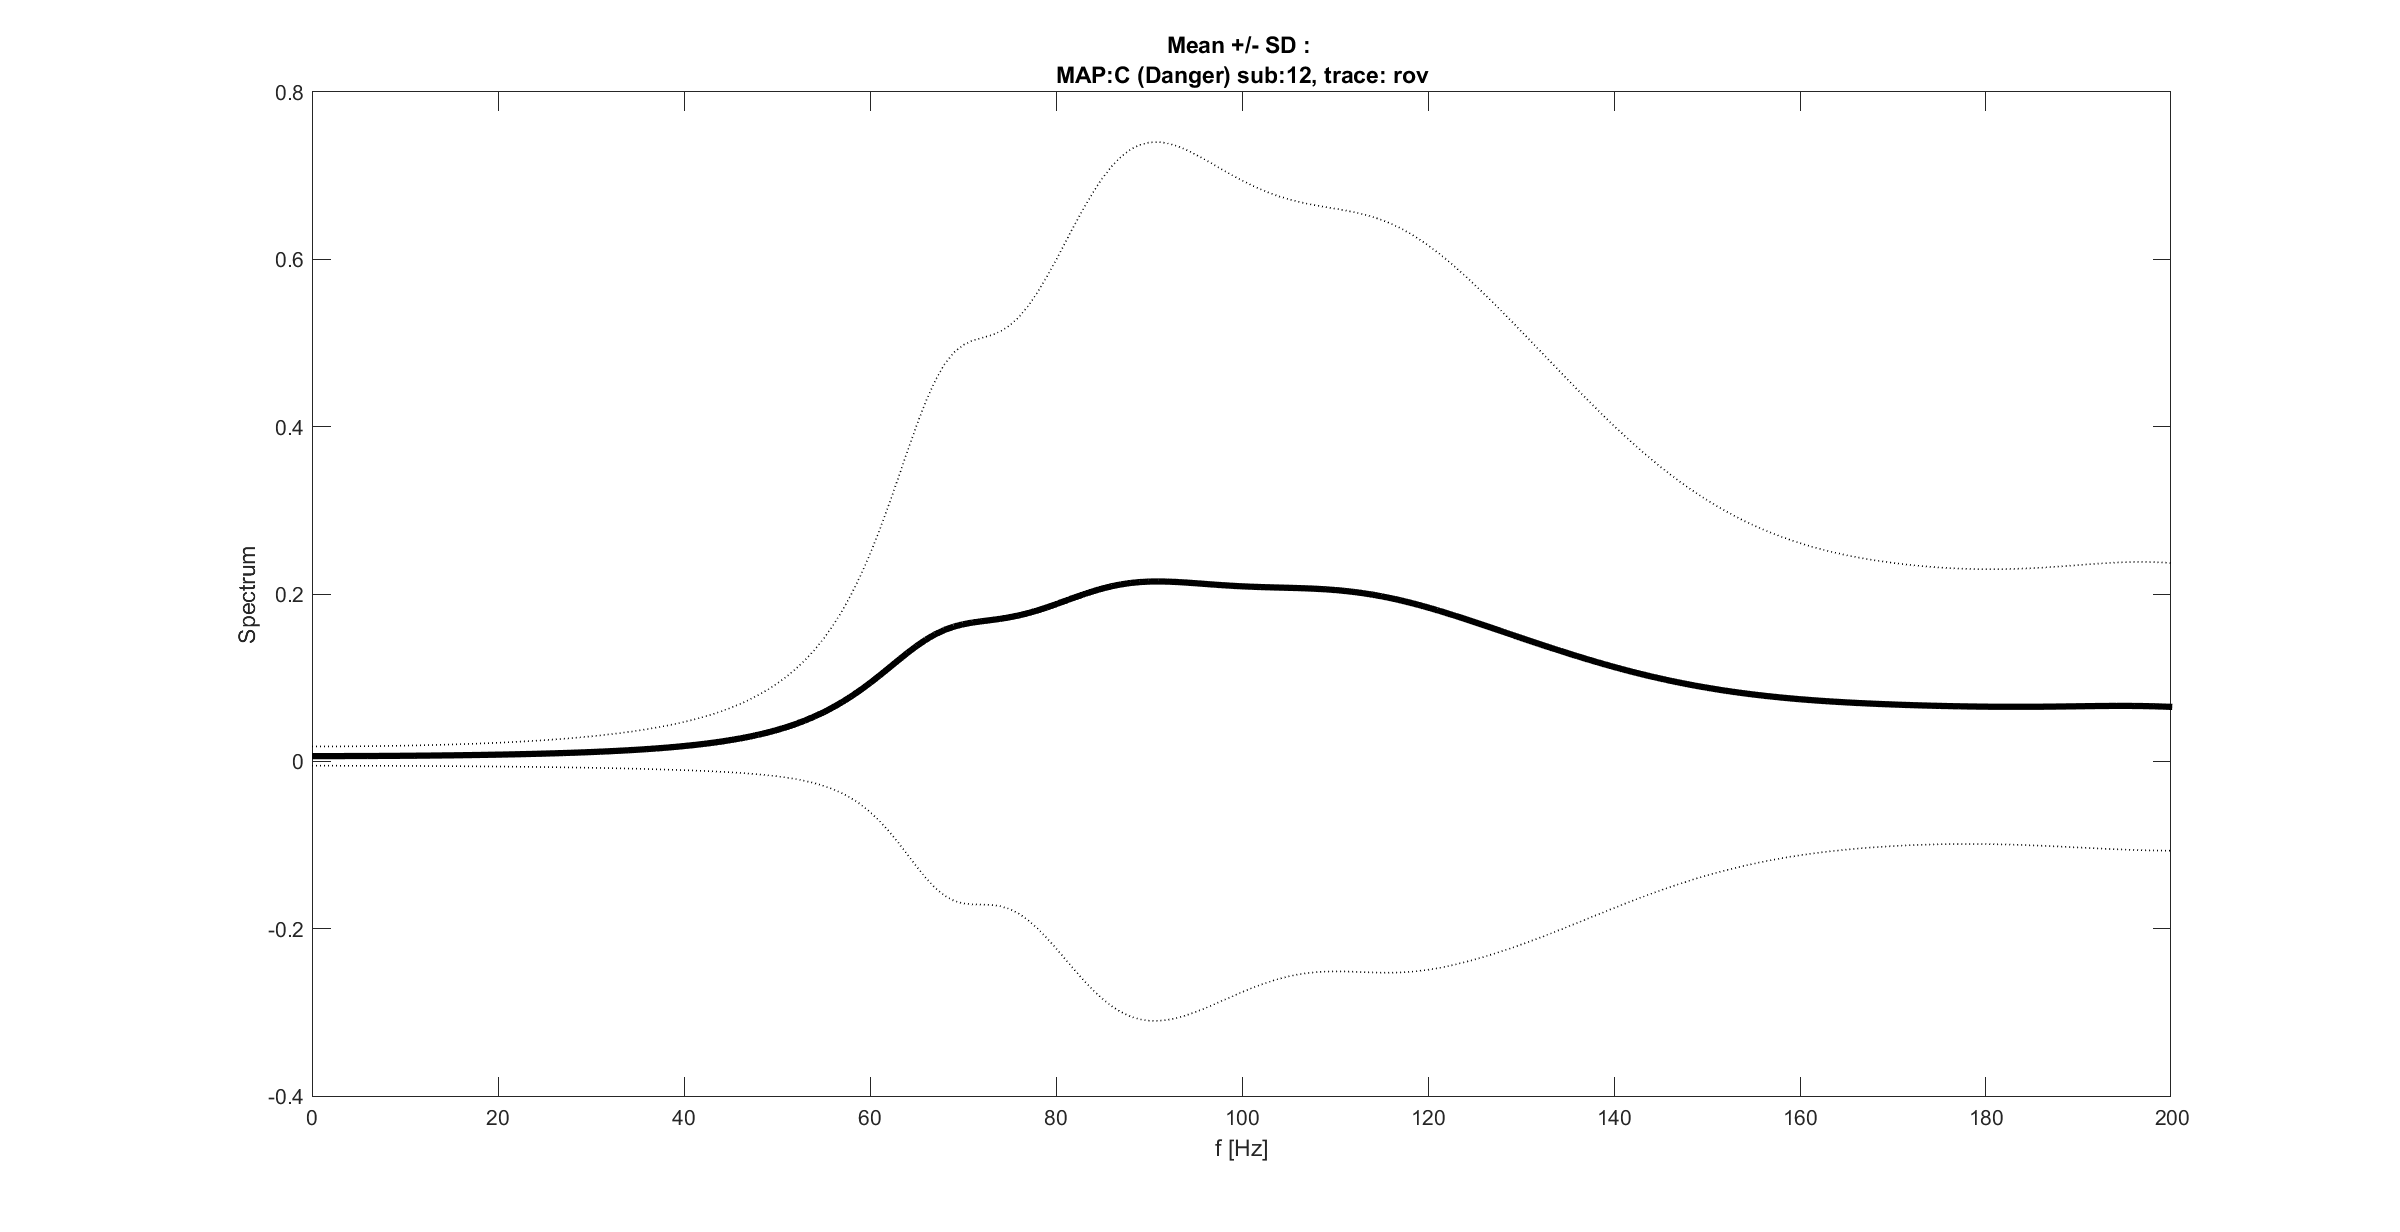 Mean +/- SD :
MAP:C (Danger) sub:12, trace: rov
0.8
0.6
0.4
0.2
0
-0.2
-0.4
Spectrum
0 20 40 60 80 100 120 140 160 180 200
f [Hz]